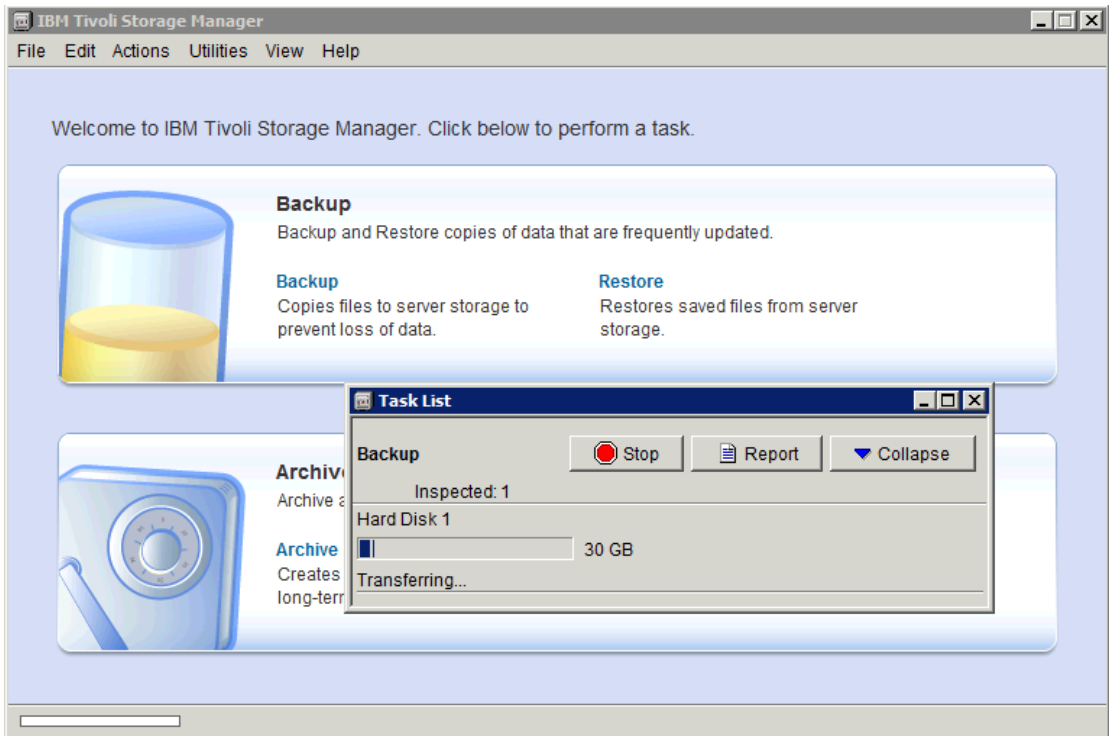 IBM Tivoli Storage Manager
File Edit Actions Utilities View Help
Welcome to IBM Tivoli Storage Manager. Click below to perform a task.
Backup
Backup and Restore copies of data that are frequently updated.
Backup
Copies files to server storage to
prevent loss of data.
Restore
Restores saved files from server
storage.
Task List
Backup
Stop
Report
Collapse
Inspected: 1
Hard Disk 1
30 GB
Transferring...
Archiv
Archive a
Archive
Creates
long-terr